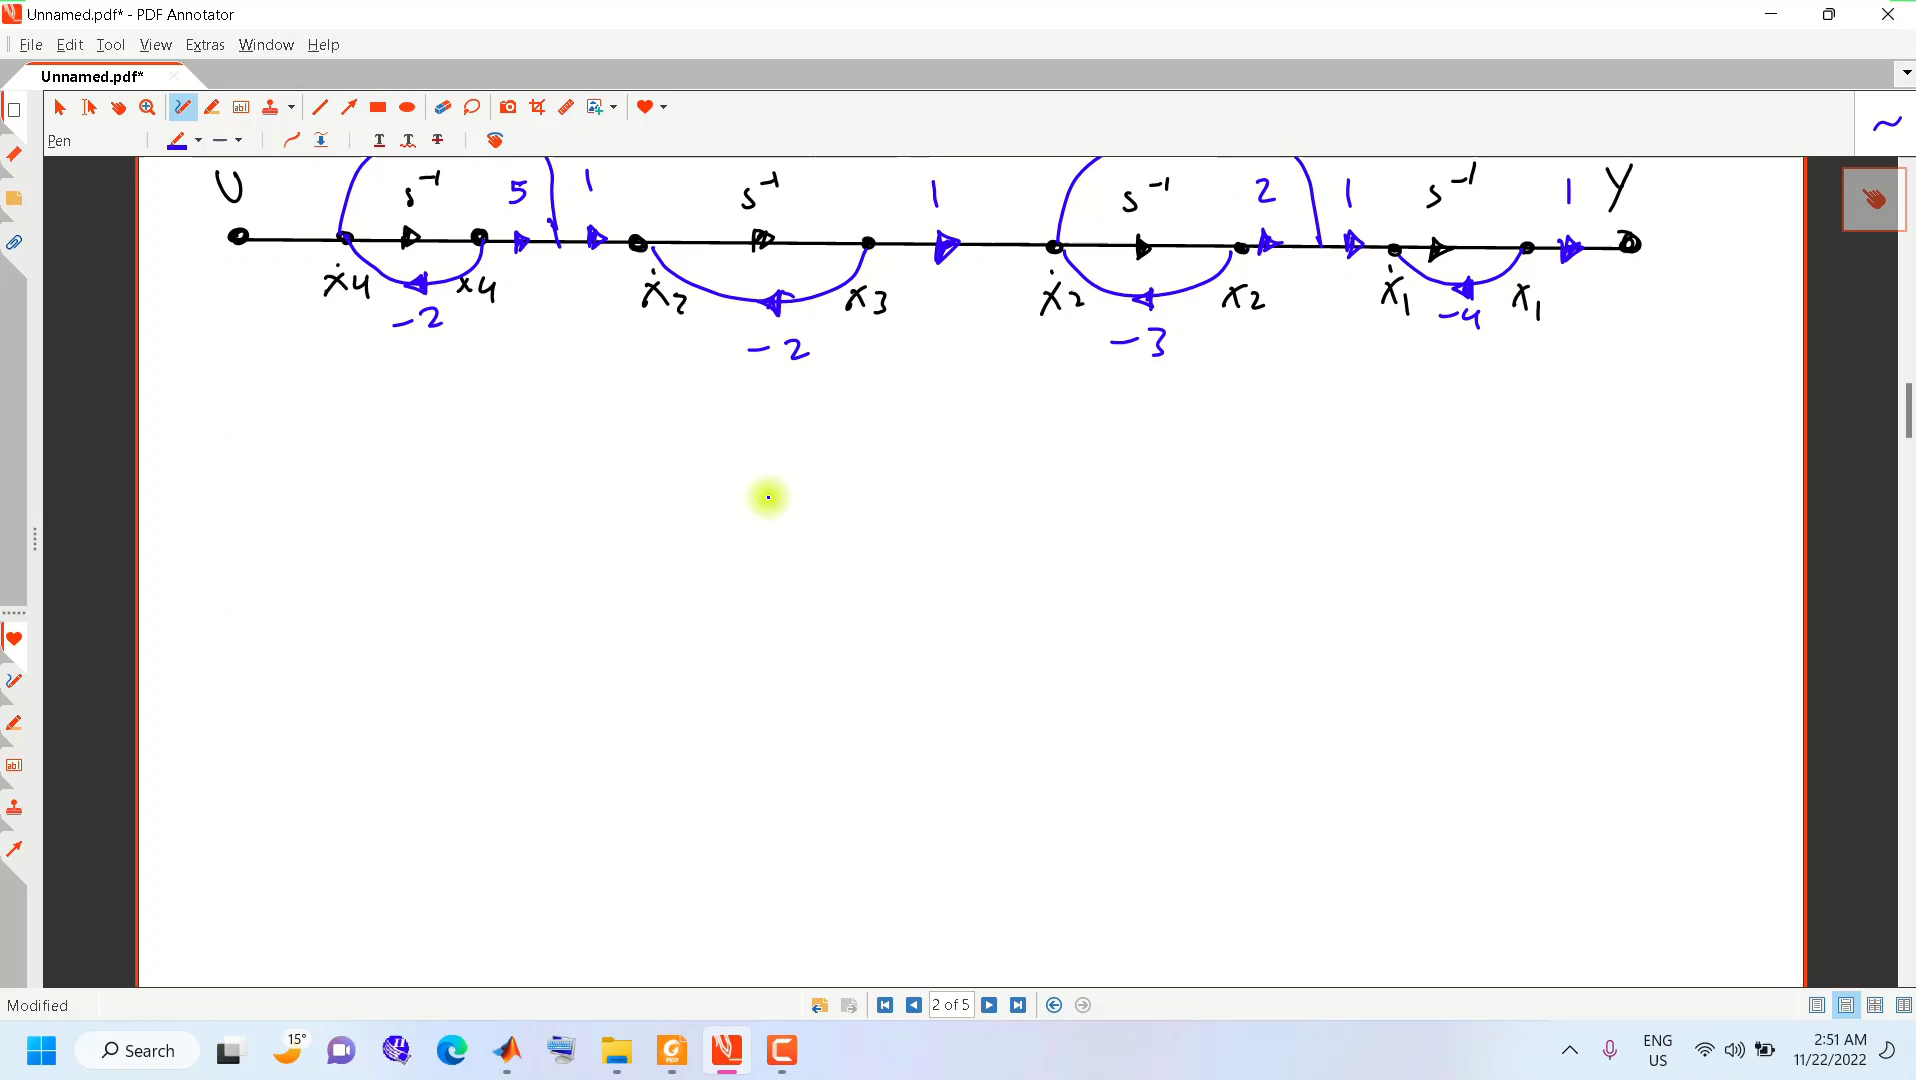 Unnamed.pdf* - PDF Annotator
File Edit Tool View Extras Window Help
Unnamed.pdf*
Pen
U s⁻¹ 5 1 s⁻¹ 1 s⁻¹ 2 1 s⁻¹ 1 Y
ẋ4 x4 ẋ3 x3 ẋ2 x2 ẋ1 x1
-2 -2 -3 -4
Modified
2 of 5
Search
15°
ENG
US
2:51 AM
11/22/2022